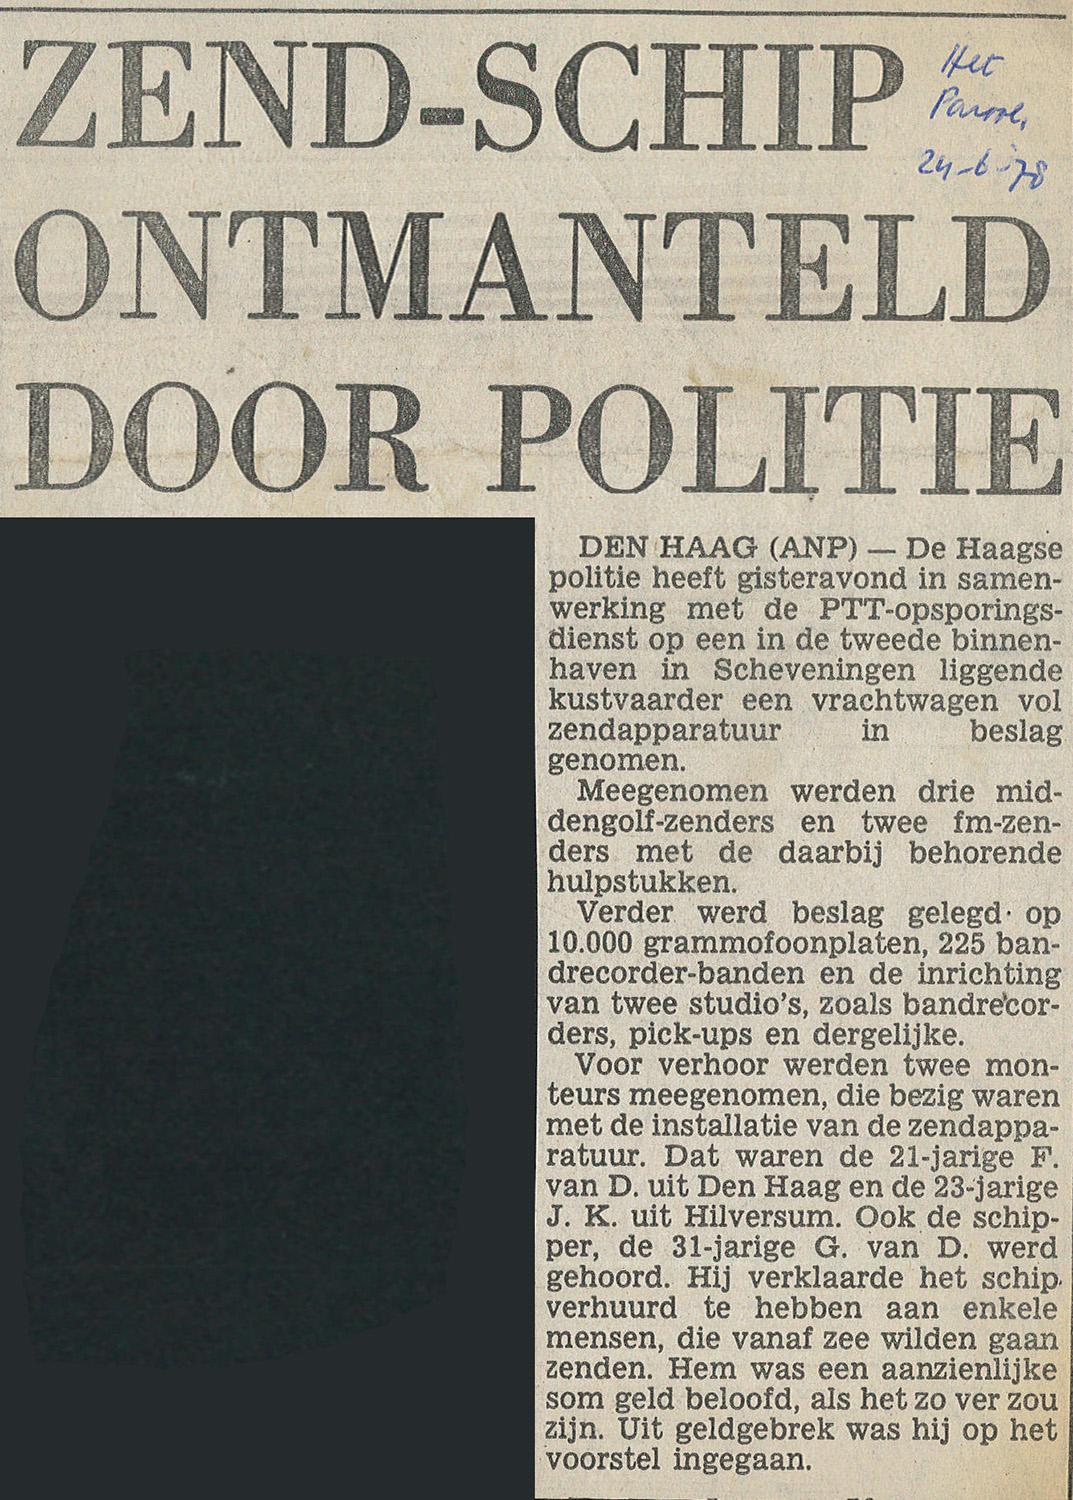 ZEND-SCHIP
ONTMANTELD
DOOR POLITIE
Het
Parool,
24-6-'78
DEN HAAG (ANP) — De Haagse
politie heeft gisteravond in samen-
werking met de PTT-opsporings-
dienst op een in de tweede binnen-
haven in Scheveningen liggende
kustvaarder een vrachtwagen vol
zendapparatuur in beslag
genomen.
Meegenomen werden drie mid-
dengolf-zenders en twee fm-zen-
ders met de daarbij behorende
hulpstukken.
Verder werd beslag gelegd op
10.000 grammofoonplaten, 225 ban-
drecorder-banden en de inrichting
van twee studio's, zoals bandrecor-
ders, pick-ups en dergelijke.
Voor verhoor werden twee mon-
teurs meegenomen, die bezig waren
met de installatie van de zendappa-
ratuur. Dat waren de 21-jarige F.
van D. uit Den Haag en de 23-jarige
J. K. uit Hilversum. Ook de schip-
per, de 31-jarige G. van D. werd
gehoord. Hij verklaarde het schip
verhuurd te hebben aan enkele
mensen, die vanaf zee wilden gaan
zenden. Hem was een aanzienlijke
som geld beloofd, als het zo ver zou
zijn. Uit geldgebrek was hij op het
voorstel ingegaan.